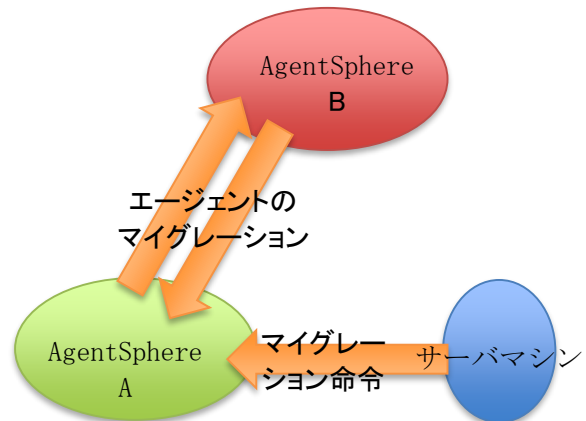 AgentSphere
B
エージェントの
マイグレーション
AgentSphere
A
マイグレー
ション命令
サーバマシン